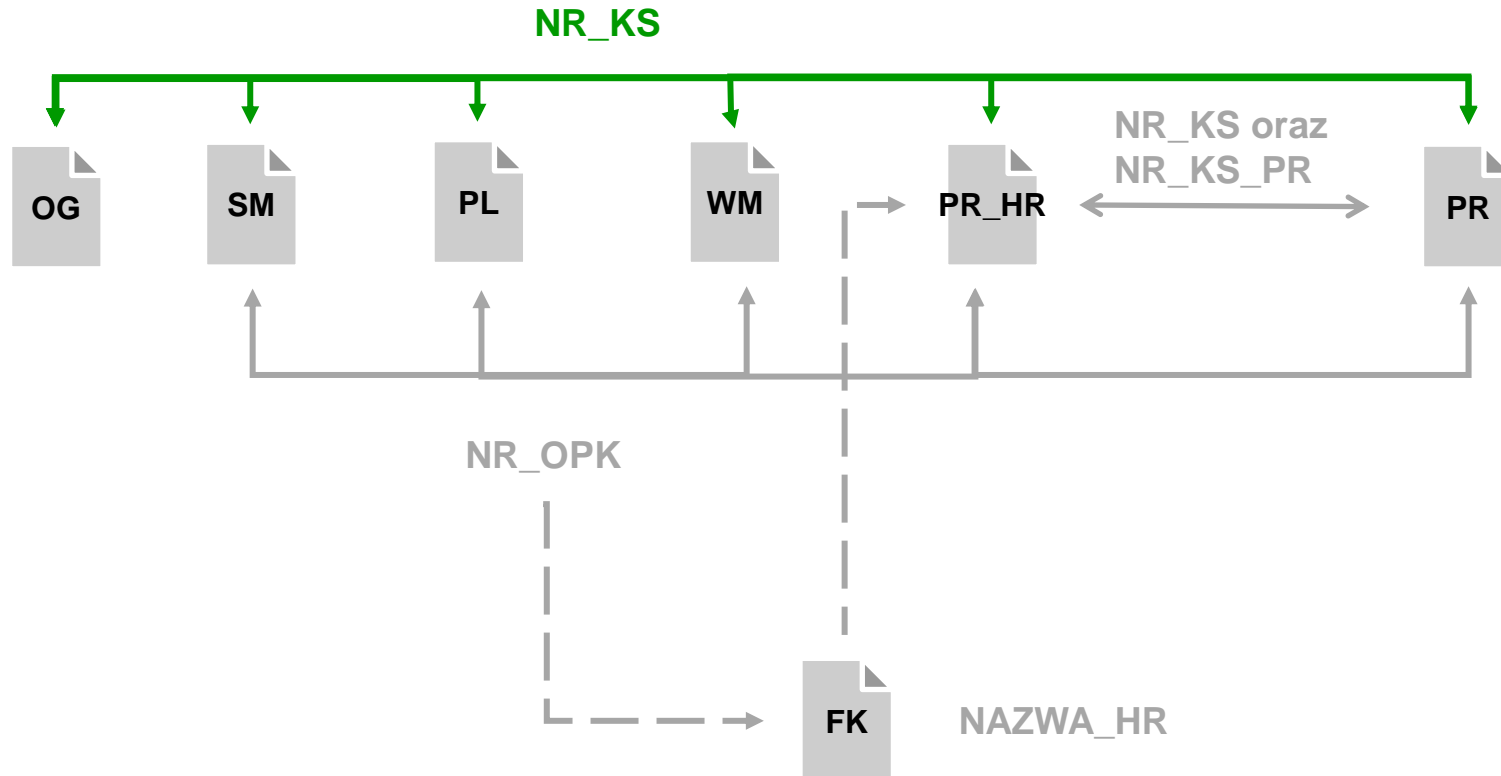 NR_KS
NR_KS oraz
NR_KS_PR
OG
SM
PL
WM
PR_HR
PR
NR_OPK
FK
NAZWA_HR